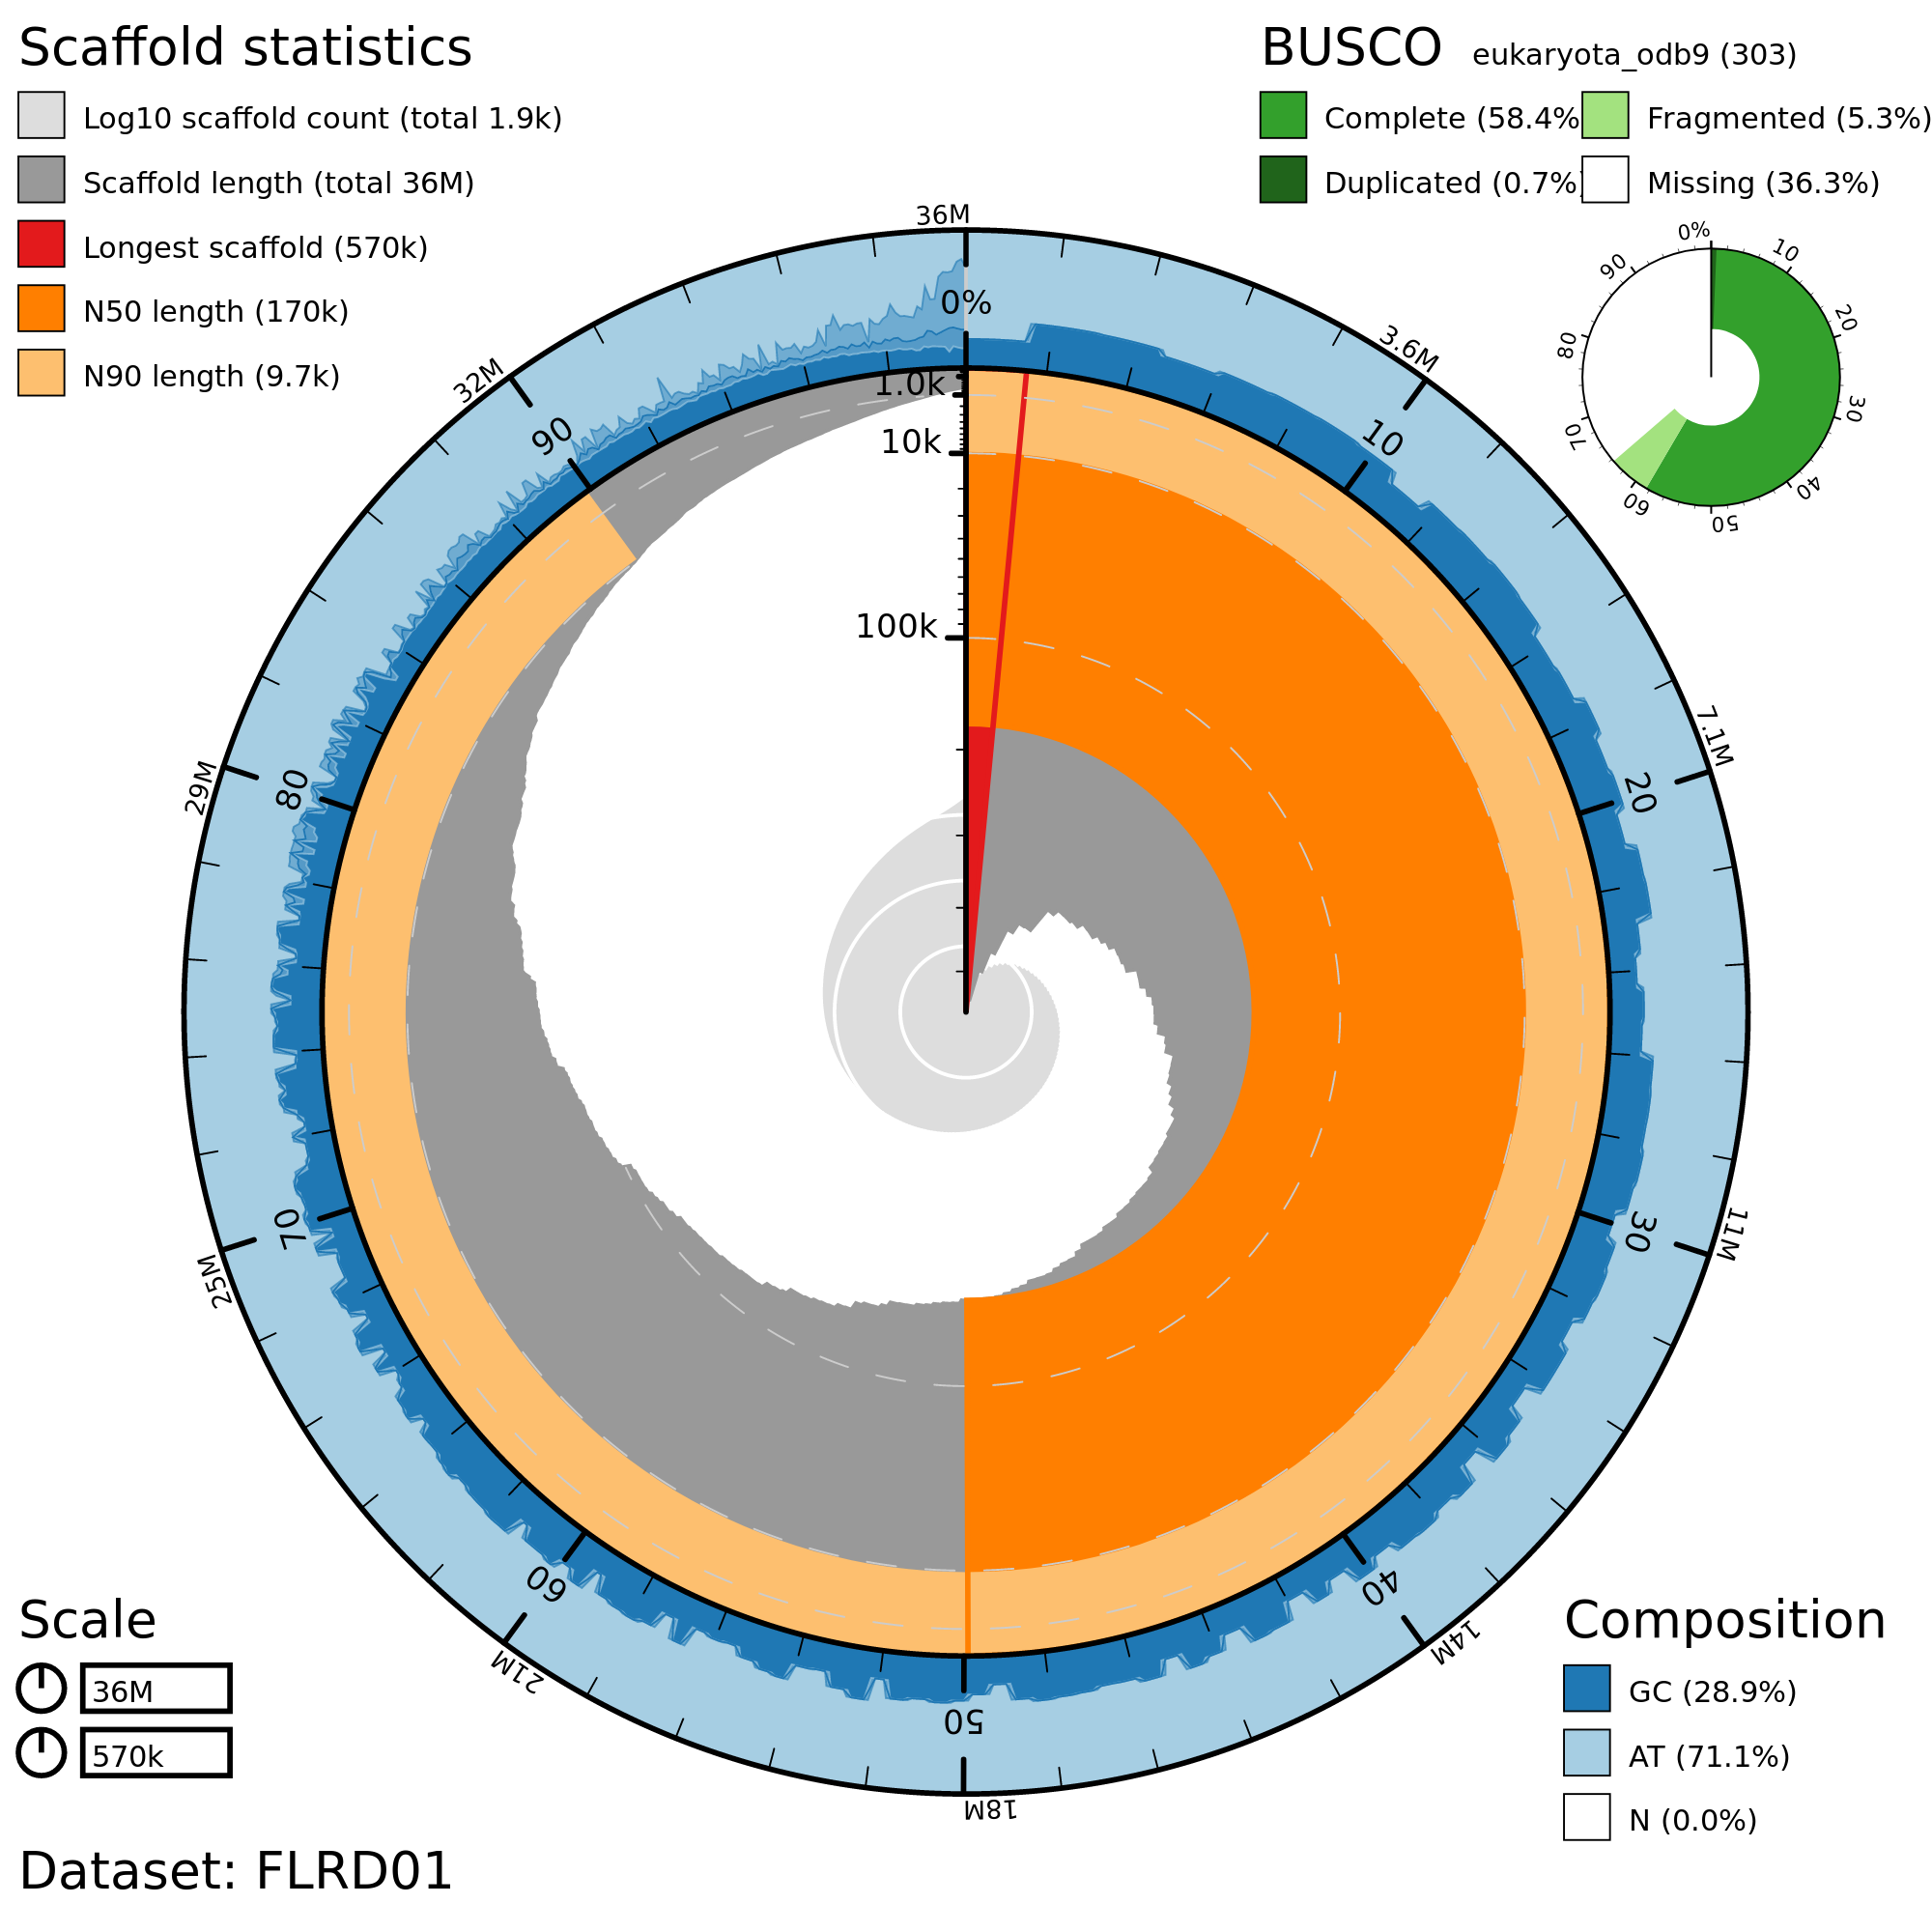 Scaffold statistics
Log10 scaffold count (total 1.9k)
Scaffold length (total 36M)
Longest scaffold (570k)
N50 length (170k)
N90 length (9.7k)
BUSCO eukaryota_odb9 (303)
Complete (58.4%
Fragmented (5.3%)
Duplicated (0.7%)
Missing (36.3%)
0%
10
20
30
40
50
60
70
80
90
36M
3.6M
7.1M
11M
14M
18M
21M
25M
29M
32M
0%
10
20
30
40
50
60
70
80
90
1.0k
10k
100k
Scale
36M
570k
Composition
GC (28.9%)
AT (71.1%)
N (0.0%)
Dataset: FLRD01